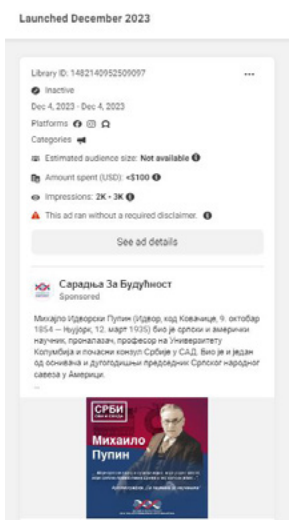 Launched December 2023
Library ID: 1482140952509097
Inactive
Dec 4, 2023 - Dec 4, 2023
Platforms
Categories
Estimated audience size: Not available
Amount spent (USD): <$100
Impressions: 2K - 3K
This ad ran without a required disclaimer.
See ad details
Сарадња За Будућност
Sponsored
Михајло Идворски Пупин (Идвор, код Ковачице, 9. октобар
1854 — Њујорк, 12. март 1935) био је српски и амерички
научник, проналазач, професор на Универзитету
Колумбија и почасни конзул Србије у САД. Био је и један
од оснивача и дугогодишњи председник Српског народног
савеза у Америци.
...
СРБИ
Михаило
Пупин